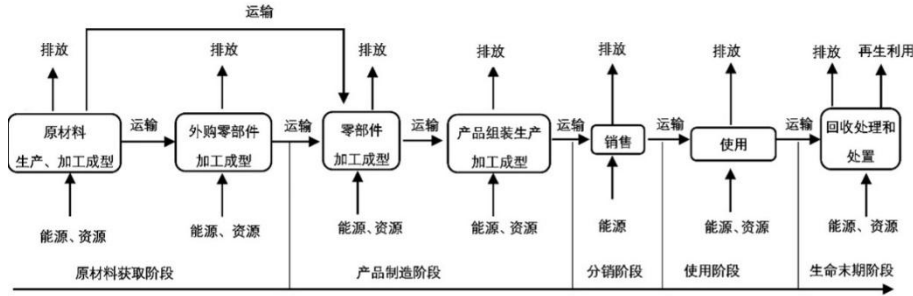 运输
排放
排放
排放
排放
排放
排放
排放
再生利用
原材料
生产、加工成型
运输
外购零部件
加工成型
运输
零部件
加工成型
运输
产品组装生产
加工成型
运输
销售
运输
使用
运输
回收处理和
处置
能源、资源
能源、资源
能源、资源
能源、资源
能源
能源、资源
能源、资源
原材料获取阶段
产品制造阶段
分销阶段
使用阶段
生命末期阶段